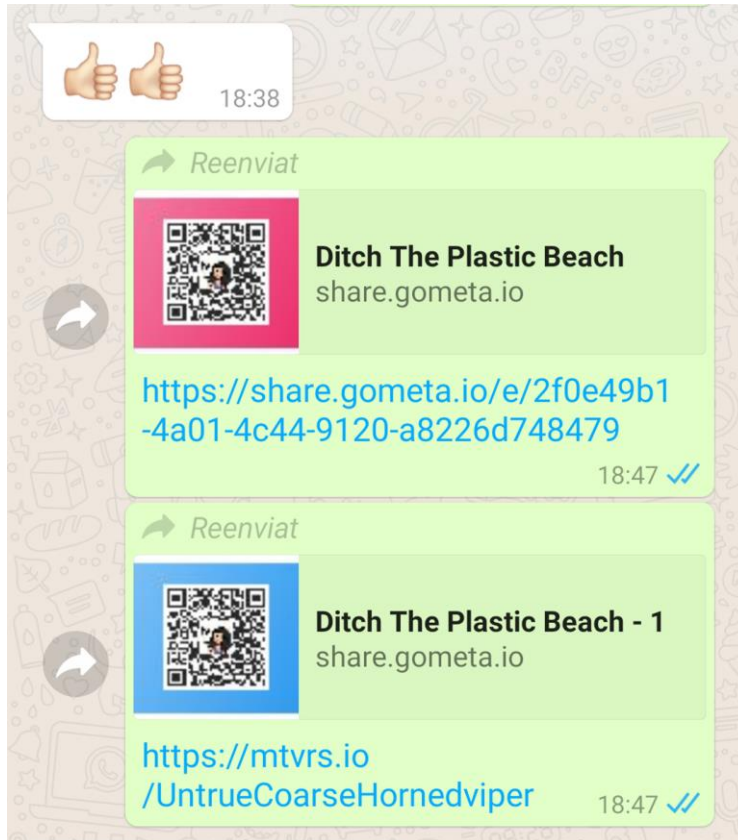 👍🏻👍🏻 18:38
Reenviat
Ditch The Plastic Beach
share.gometa.io
https://share.gometa.io/e/2f0e49b1
-4a01-4c44-9120-a8226d748479
18:47
Reenviat
Ditch The Plastic Beach - 1
share.gometa.io
https://mtvrs.io
/UntrueCoarseHornedviper 18:47